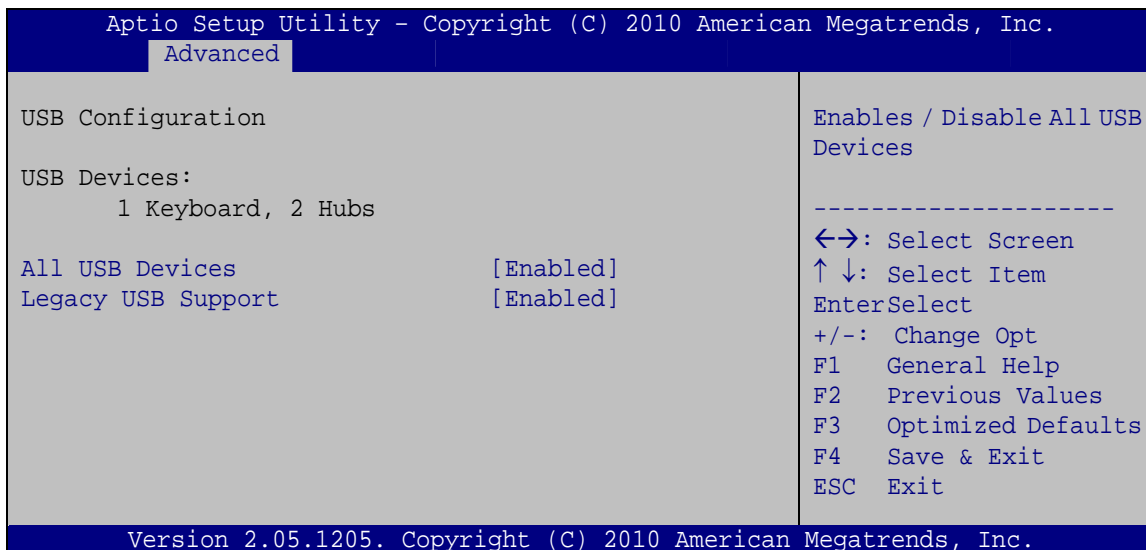 Aptio Setup Utility – Copyright (C) 2010 American Megatrends, Inc.
Advanced
USB Configuration
USB Devices:
1 Keyboard, 2 Hubs
All USB Devices [Enabled]
Legacy USB Support [Enabled]
Enables / Disable All USB
Devices
---------------------
←→: Select Screen
↑ ↓: Select Item
EnterSelect
+/-: Change Opt
F1 General Help
F2 Previous Values
F3 Optimized Defaults
F4 Save & Exit
ESC Exit
Version 2.05.1205. Copyright (C) 2010 American Megatrends, Inc.